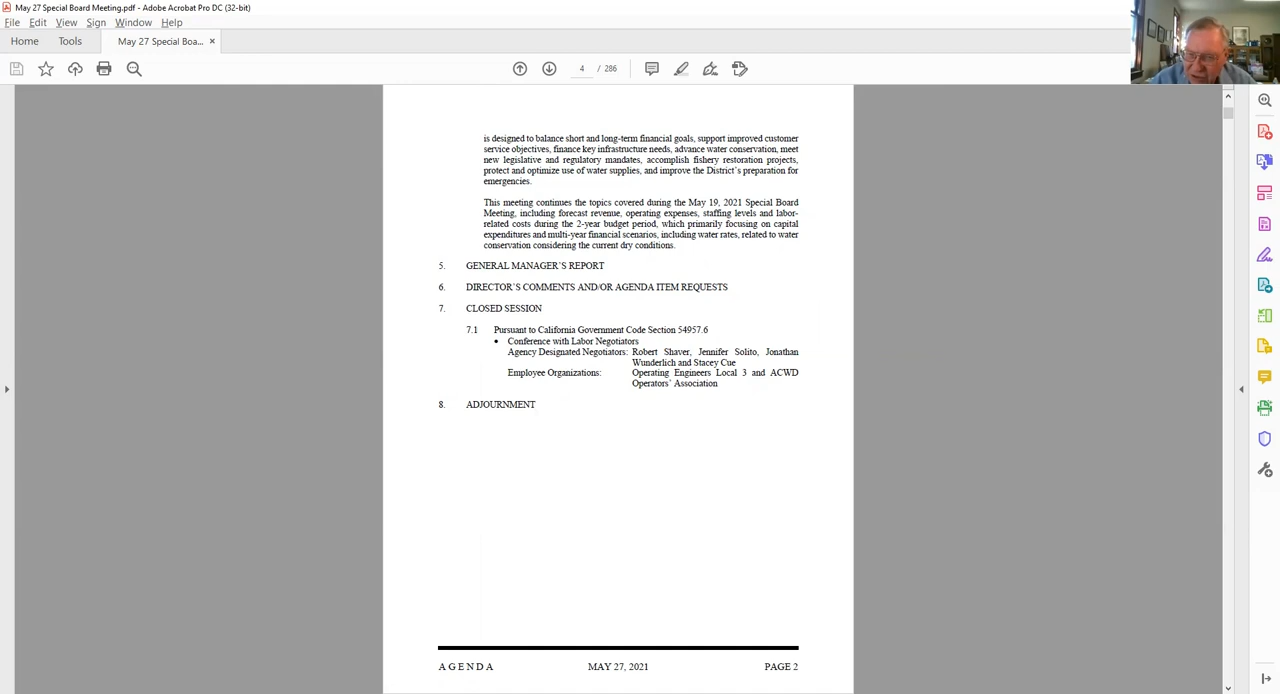 May 27 Special Board Meeting.pdf - Adobe Acrobat Pro DC (32-bit)
File Edit View Sign Window Help
Home Tools May 27 Special Boa... ×
4 / 286
is designed to balance short and long-term financial goals, support improved customer
service objectives, finance key infrastructure needs, advance water conservation, meet
new legislative and regulatory mandates, accomplish fishery restoration projects,
protect and optimize use of water supplies, and improve the District's preparation for
emergencies.
This meeting continues the topics covered during the May 19, 2021 Special Board
Meeting, including forecast revenue, operating expenses, staffing levels and labor-
related costs during the 2-year budget period, which primarily focusing on capital
expenditures and multi-year financial scenarios, including water rates, related to water
conservation considering the current dry conditions.
5. GENERAL MANAGER'S REPORT
6. DIRECTOR'S COMMENTS AND/OR AGENDA ITEM REQUESTS
7. CLOSED SESSION
7.1 Pursuant to California Government Code Section 54957.6
• Conference with Labor Negotiators
Agency Designated Negotiators: Robert Shaver, Jennifer Solito, Jonathan
Wunderlich and Stacey Cue
Employee Organizations: Operating Engineers Local 3 and ACWD
Operators' Association
8. ADJOURNMENT
AGENDA MAY 27, 2021 PAGE 2